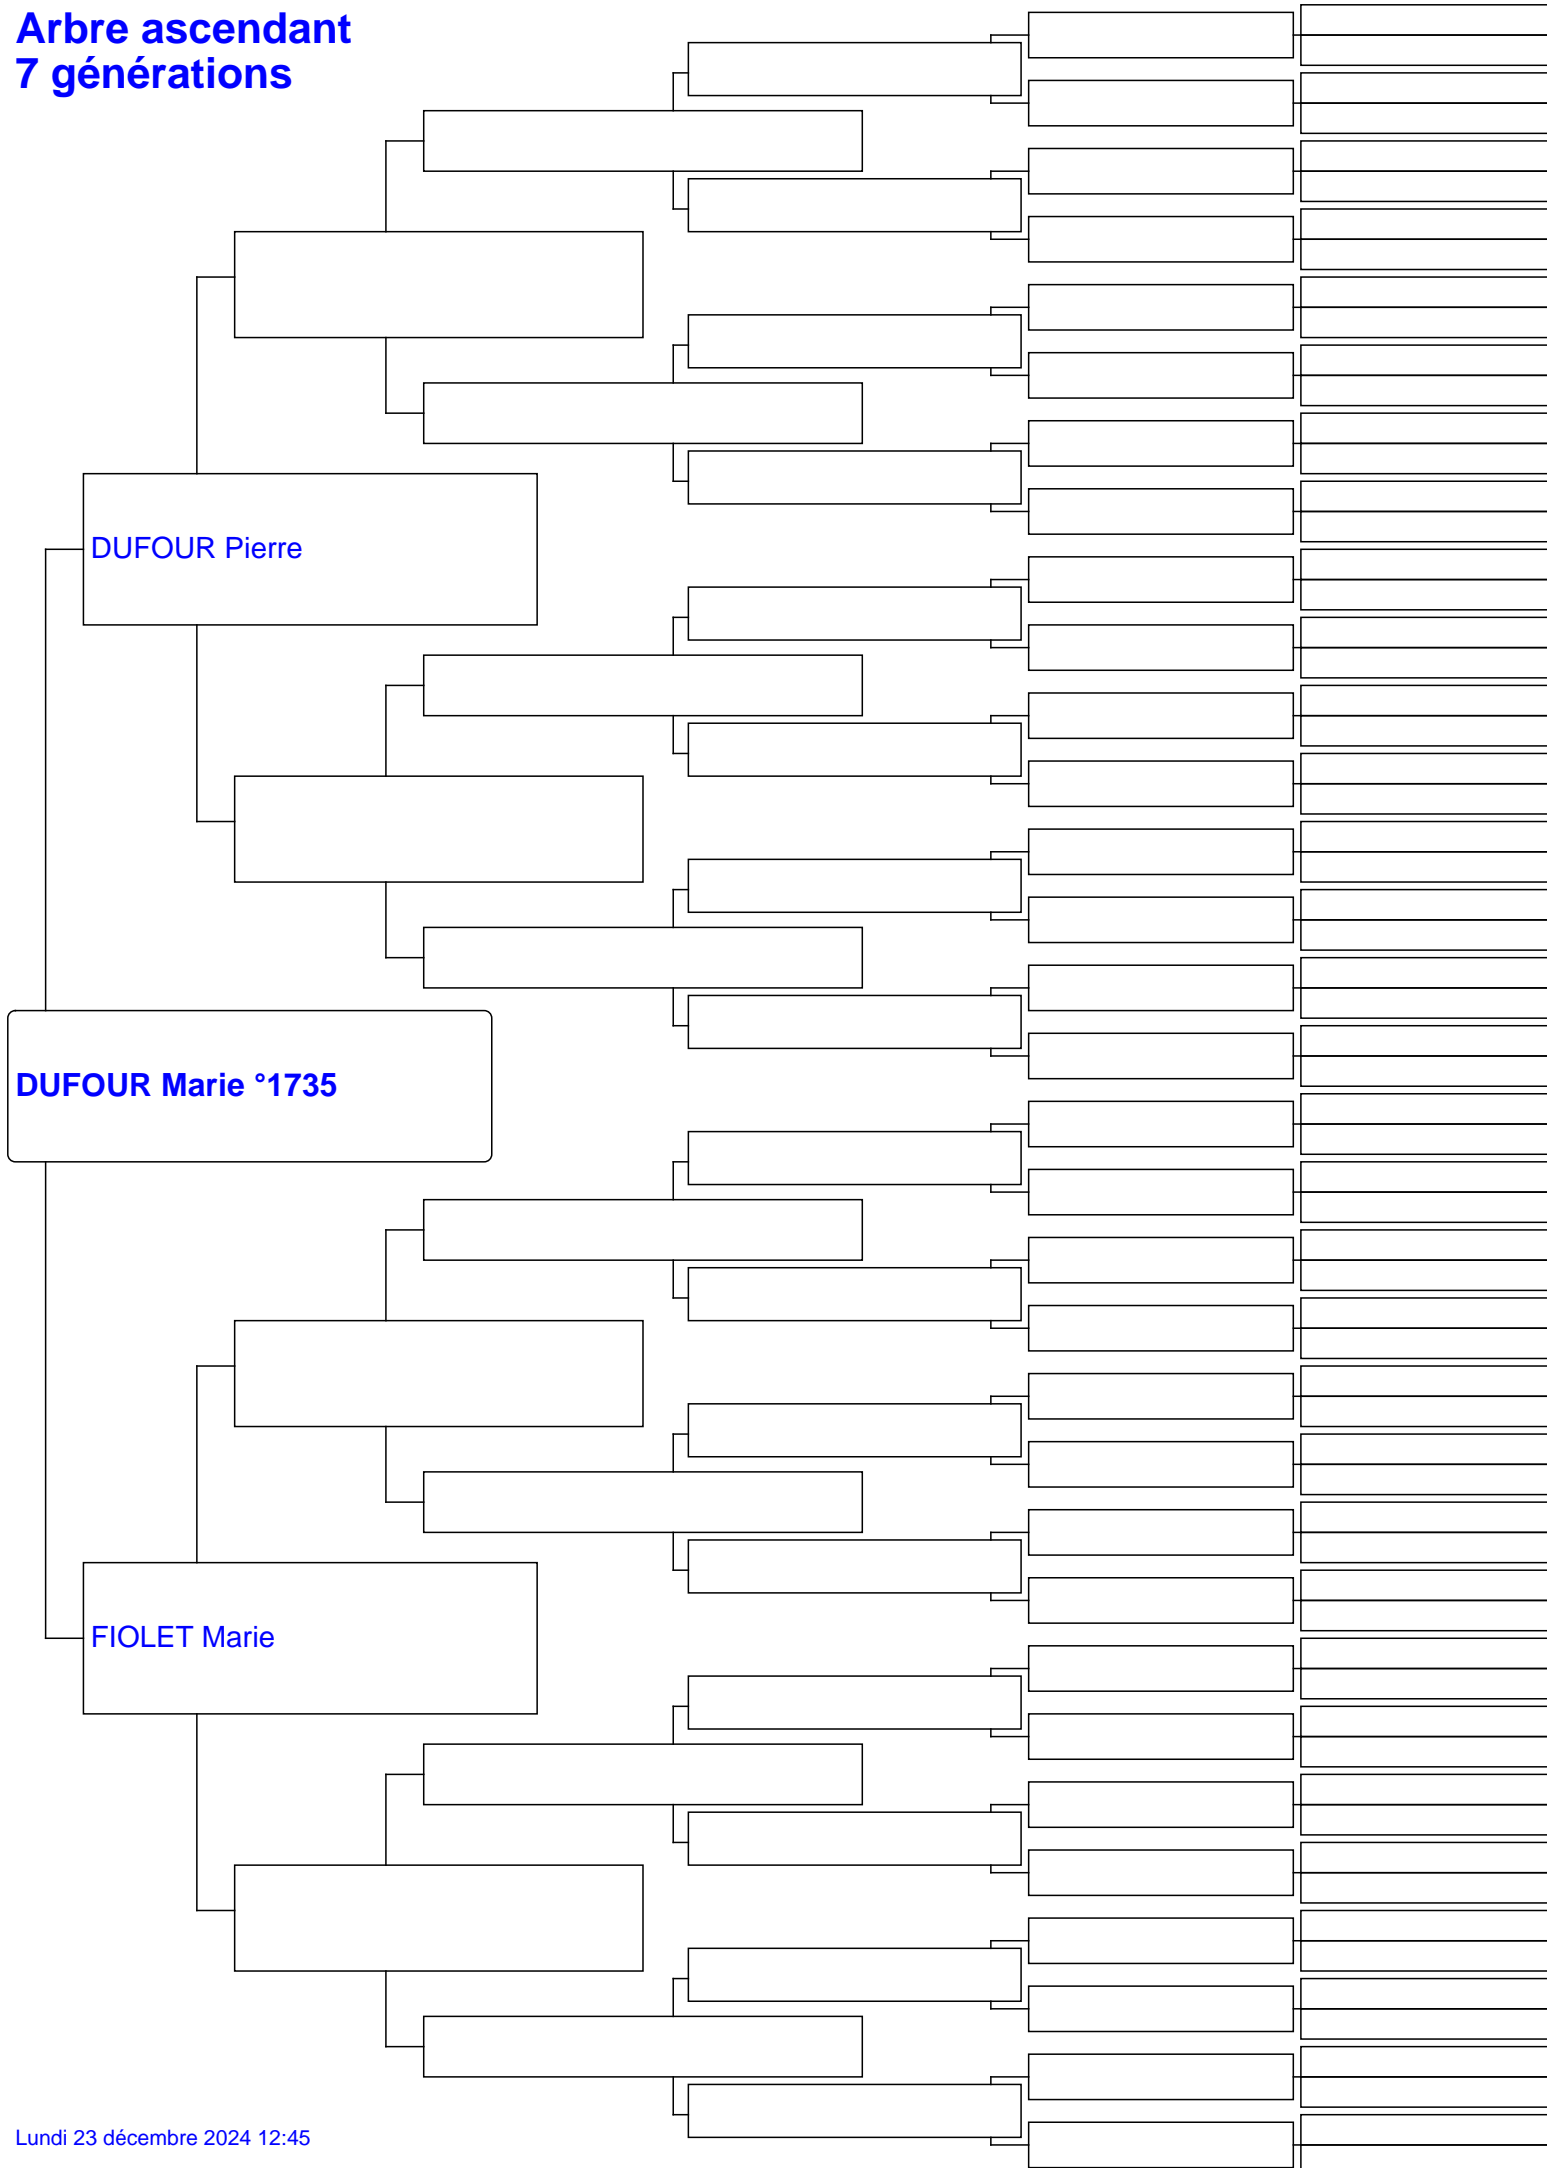 Arbre ascendant
7 générations
DUFOUR Pierre
DUFOUR Marie °1735
FIOLET Marie
Lundi 23 décembre 2024 12:45